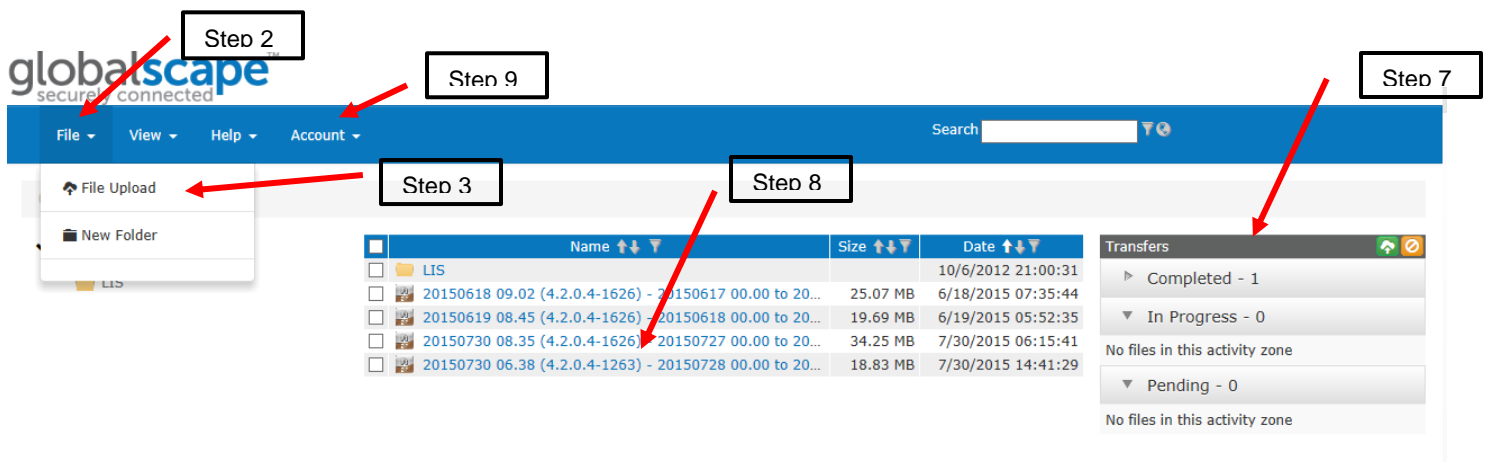 Step 2
globalscape™
securely connected
Step 9
Step 7
File View Help Account
Search
File Upload
Step 3
Step 8
New Folder
LIS
Name Size Date
LIS 10/6/2012 21:00:31
20150618 09.02 (4.2.0.4-1626) - 20150617 00.00 to 20... 25.07 MB 6/18/2015 07:35:44
20150619 08.45 (4.2.0.4-1626) - 20150618 00.00 to 20... 19.69 MB 6/19/2015 05:52:35
20150730 08.35 (4.2.0.4-1626) - 20150727 00.00 to 20... 34.25 MB 7/30/2015 06:15:41
20150730 06.38 (4.2.0.4-1263) - 20150728 00.00 to 20... 18.83 MB 7/30/2015 14:41:29
Transfers
Completed - 1
In Progress - 0
No files in this activity zone
Pending - 0
No files in this activity zone